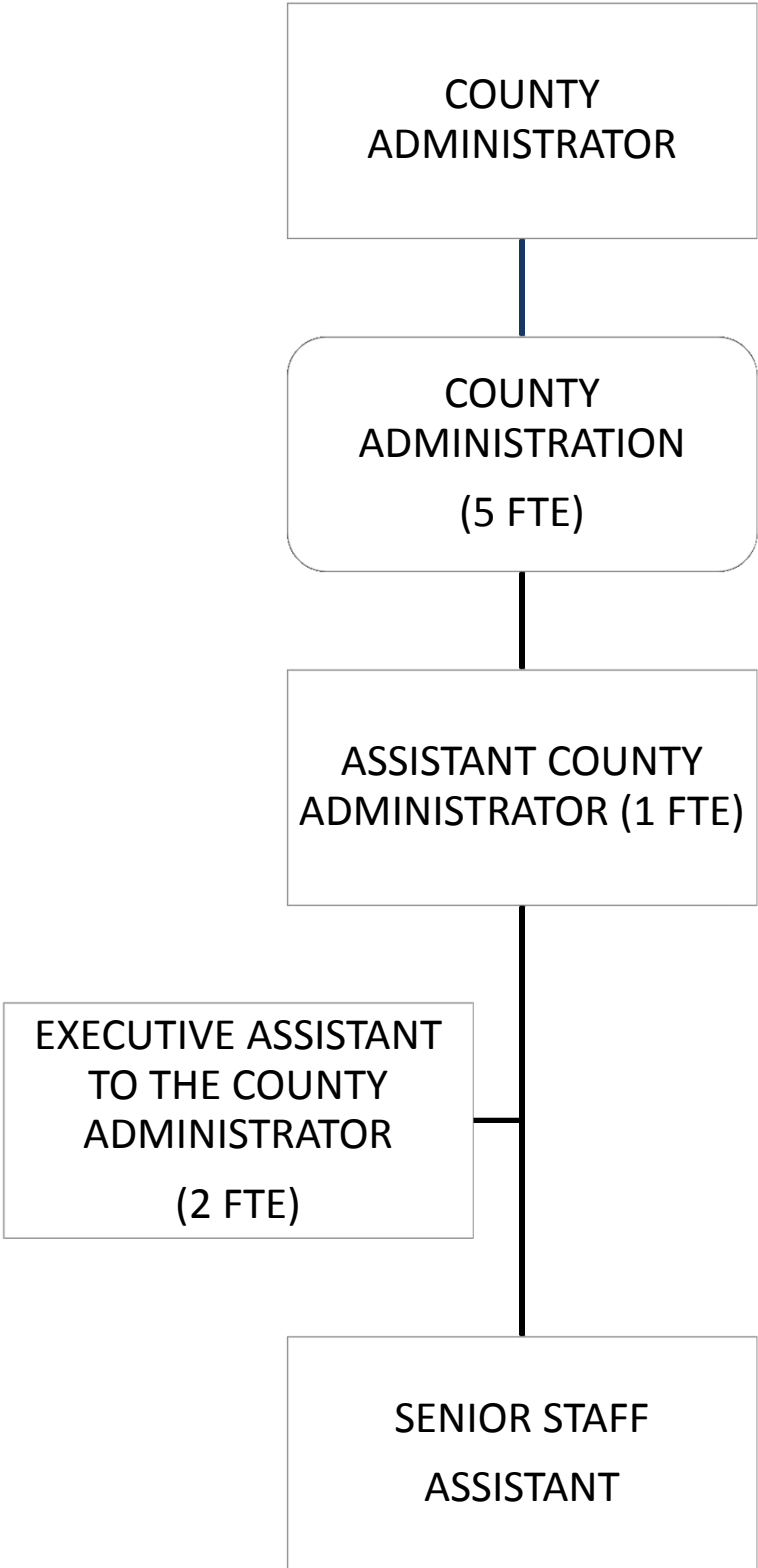 COUNTY
ADMINISTRATOR
COUNTY
ADMINISTRATION
(5 FTE)
ASSISTANT COUNTY
ADMINISTRATOR (1 FTE)
EXECUTIVE ASSISTANT
TO THE COUNTY
ADMINISTRATOR
(2 FTE)
SENIOR STAFF
ASSISTANT